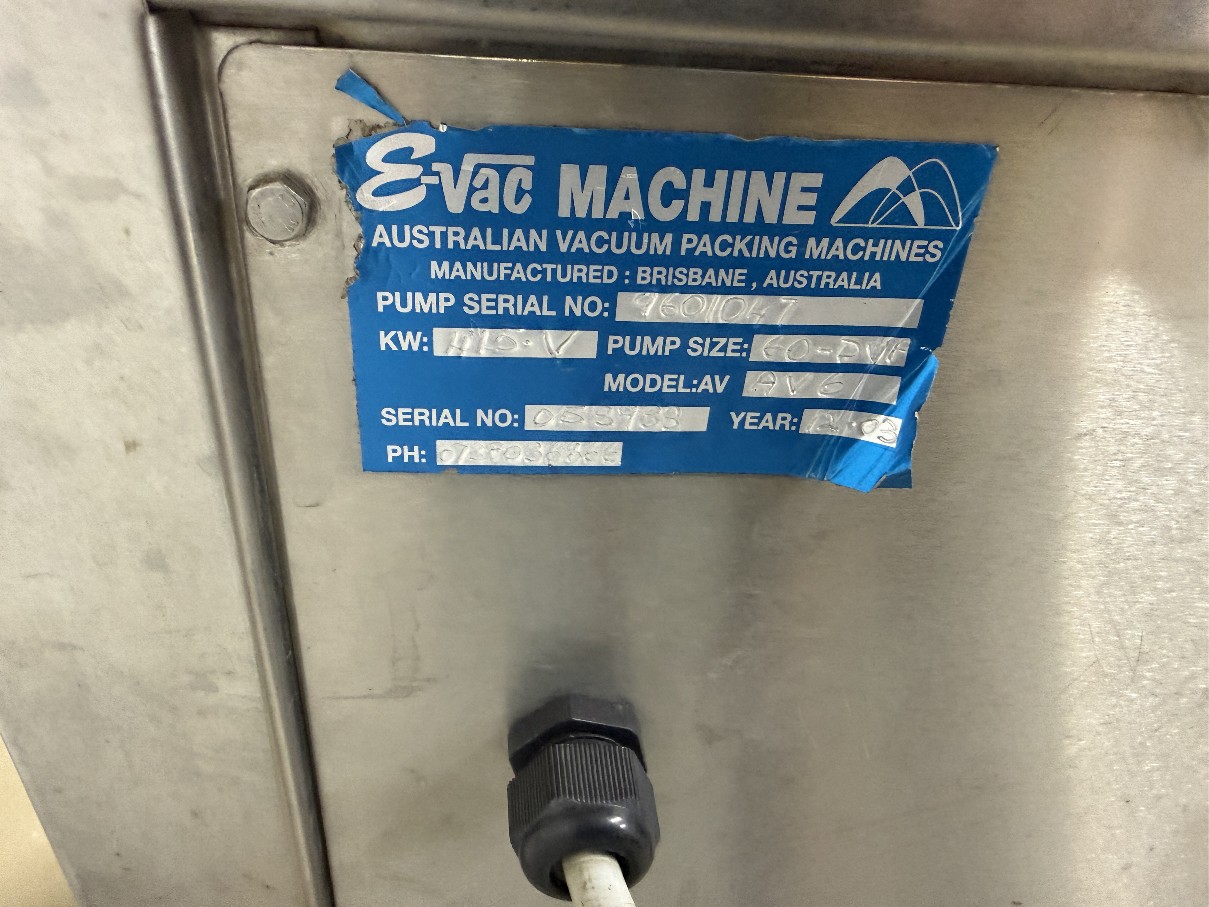 E-Vac MACHINE
AUSTRALIAN VACUUM PACKING MACHINES
MANUFACTURED : BRISBANE , AUSTRALIA
PUMP SERIAL NO: 9601047
KW: PUMP SIZE:
MODEL:AV AV61
SERIAL NO: YEAR:
PH: